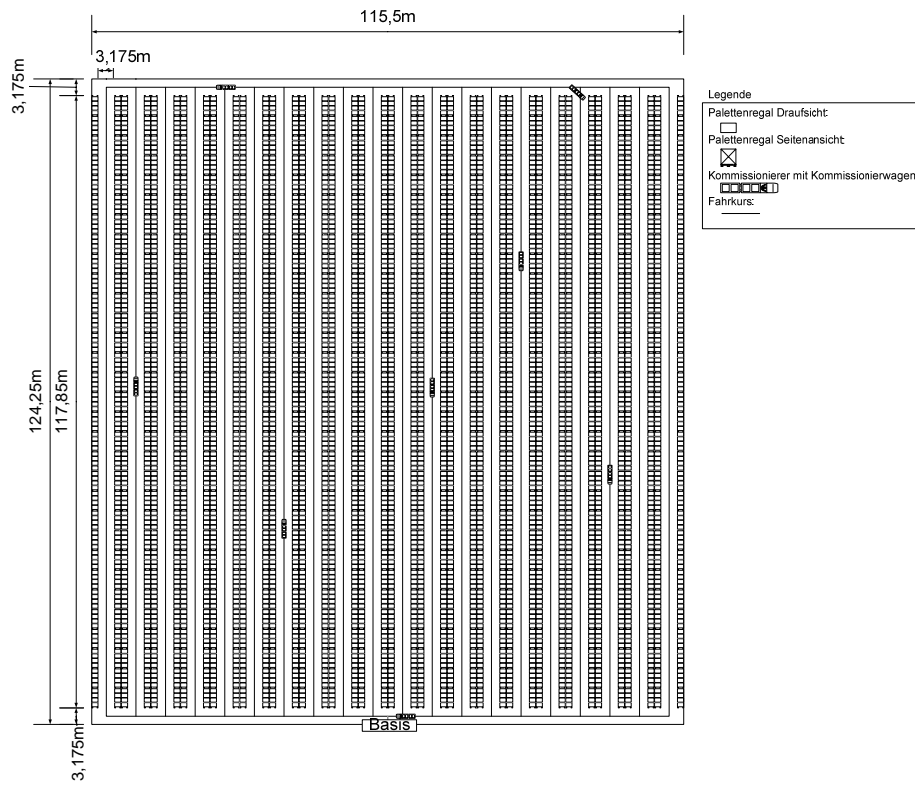 115,5m
3,175m
3,175m
124,25m
117,85m
3,175m
Basis
Legende
Palettenregal Draufsicht:
Palettenregal Seitenansicht:
Kommissionierer mit Kommissionierwagen
Fahrkurs: